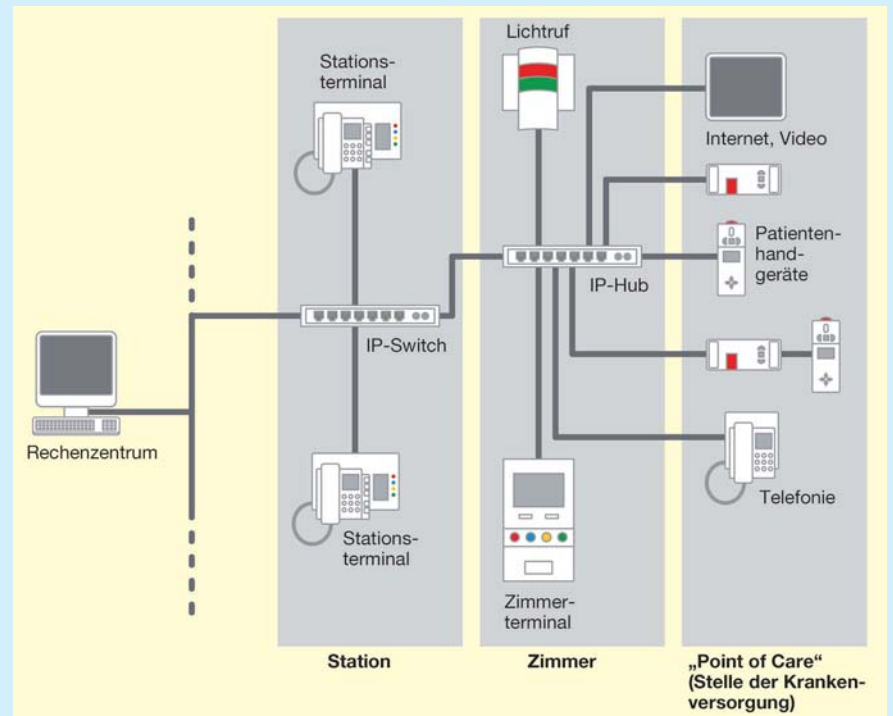 Stations-
terminal
Lichtruf
Internet, Video
Patienten-
hand-
geräte
IP-Hub
IP-Switch
Rechenzentrum
Telefonie
Stations-
terminal
Zimmer-
terminal
Station
Zimmer
„Point of Care“
(Stelle der Kranken-
versorgung)